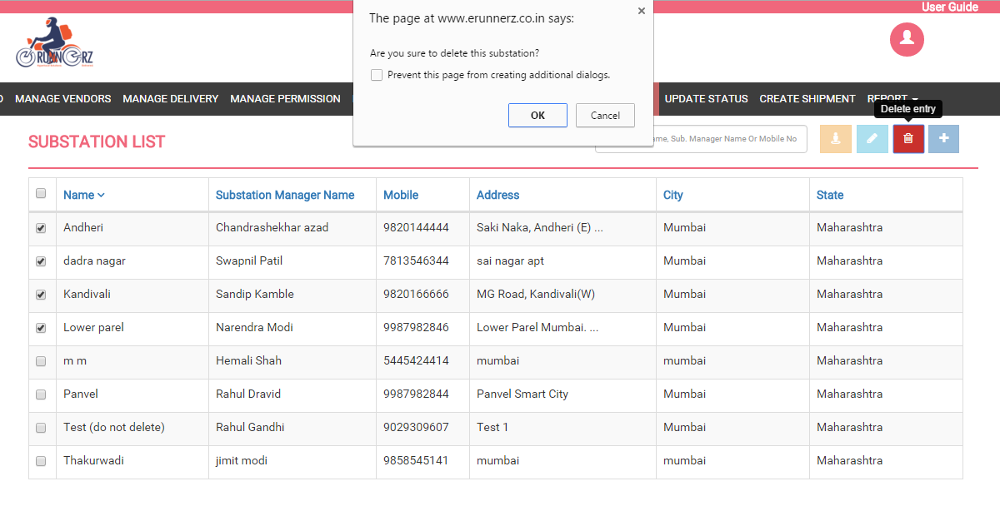 User Guide
The page at www.erunnerz.co.in says:
Are you sure to delete this substation?
Prevent this page from creating additional dialogs.
OK Cancel
MANAGE VENDORS MANAGE DELIVERY MANAGE PERMISSION UPDATE STATUS CREATE SHIPMENT REPORT
Delete entry
SUBSTATION LIST
Sub. Manager Name Or Mobile No
Name Substation Manager Name Mobile Address City State
Andheri Chandrashekhar azad 9820144444 Saki Naka, Andheri (E) ... Mumbai Maharashtra
dadra nagar Swapnil Patil 7813546344 sai nagar apt Mumbai Maharashtra
Kandivali Sandip Kamble 9820166666 MG Road, Kandivali(W) Mumbai Maharashtra
Lower parel Narendra Modi 9987982846 Lower Parel Mumbai. ... Mumbai Maharashtra
m m Hemali Shah 5445424414 mumbai mumbai Maharashtra
Panvel Rahul Dravid 9987982844 Panvel Smart City Mumbai Maharashtra
Test (do not delete) Rahul Gandhi 9029309607 Test 1 Mumbai Maharashtra
Thakurwadi jimit modi 9858545141 mumbai mumbai Maharashtra